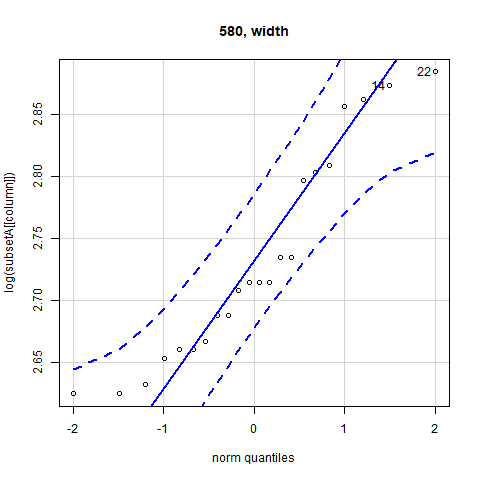 580, width
22
14
2.85
2.80
2.75
2.70
2.65
log(subsetA[[column]])
-2 -1 0 1 2
norm quantiles